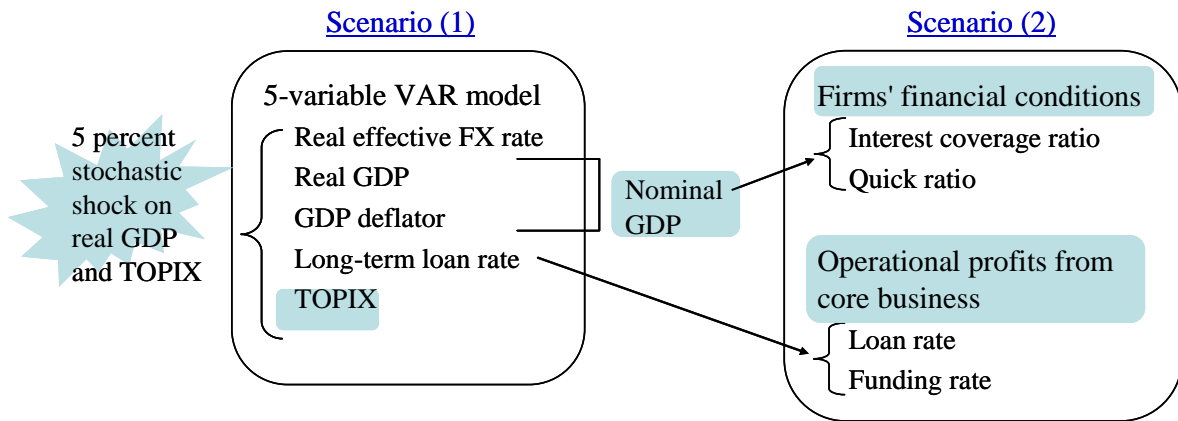 Scenario (1)
Scenario (2)
5 percent
stochastic
shock on
real GDP
and TOPIX
5-variable VAR model
Real effective FX rate
Real GDP
GDP deflator
Long-term loan rate
TOPIX
Nominal
GDP
Firms' financial conditions
Interest coverage ratio
Quick ratio
Operational profits from
core business
Loan rate
Funding rate